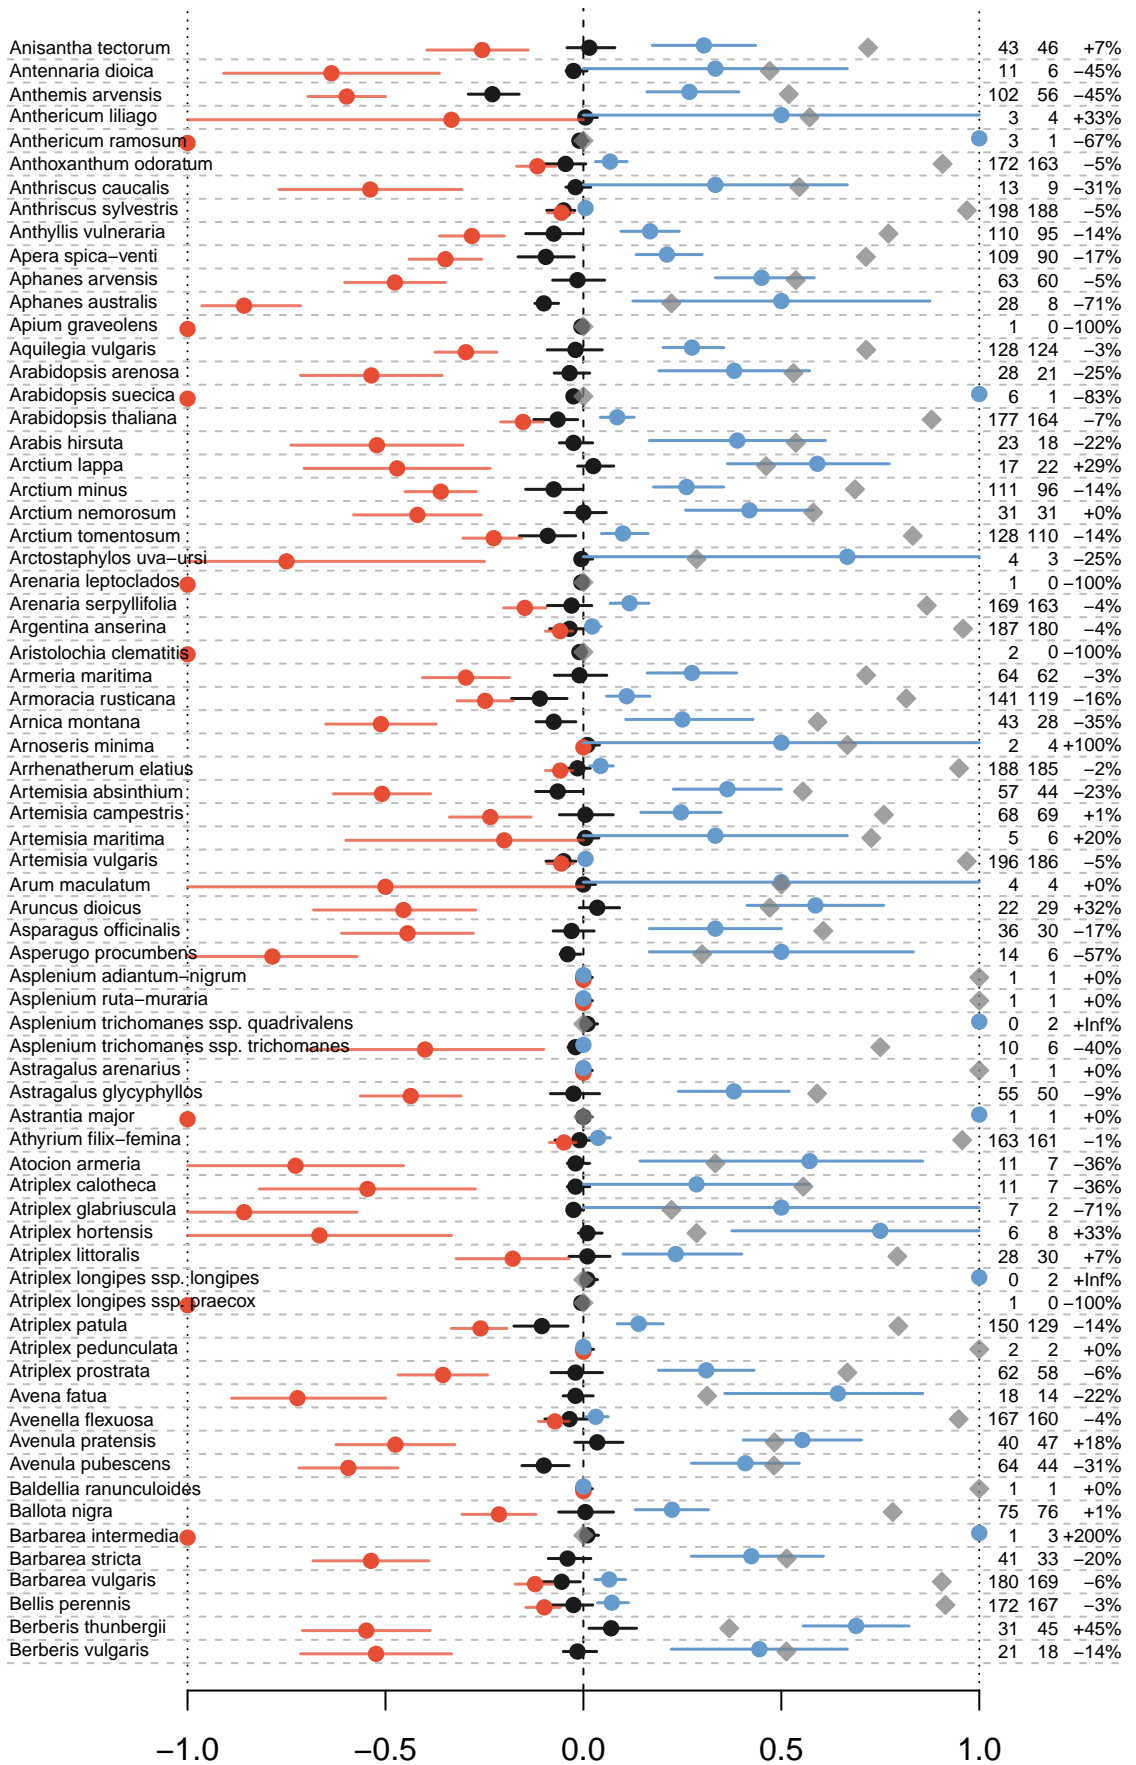 Anisantha tectorum 43 46 +7%
Antennaria dioica 11 6 −45%
Anthemis arvensis 102 56 −45%
Anthericum liliago 3 4 +33%
Anthericum ramosum 3 1 −67%
Anthoxanthum odoratum 172 163 −5%
Anthriscus caucalis 13 9 −31%
Anthriscus sylvestris 198 188 −5%
Anthyllis vulneraria 110 95 −14%
Apera spica−venti 109 90 −17%
Aphanes arvensis 63 60 −5%
Aphanes australis 28 8 −71%
Apium graveolens 1 0 −100%
Aquilegia vulgaris 128 124 −3%
Arabidopsis arenosa 28 21 −25%
Arabidopsis suecica 6 1 −83%
Arabidopsis thaliana 177 164 −7%
Arabis hirsuta 23 18 −22%
Arctium lappa 17 22 +29%
Arctium minus 111 96 −14%
Arctium nemorosum 31 31 +0%
Arctium tomentosum 128 110 −14%
Arctostaphylos uva−ursi 4 3 −25%
Arenaria leptoclados 1 0 −100%
Arenaria serpyllifolia 169 163 −4%
Argentina anserina 187 180 −4%
Aristolochia clematitis 2 0 −100%
Armeria maritima 64 62 −3%
Armoracia rusticana 141 119 −16%
Arnica montana 43 28 −35%
Arnoseris minima 2 4 +100%
Arrhenatherum elatius 188 185 −2%
Artemisia absinthium 57 44 −23%
Artemisia campestris 68 69 +1%
Artemisia maritima 5 6 +20%
Artemisia vulgaris 196 186 −5%
Arum maculatum 4 4 +0%
Aruncus dioicus 22 29 +32%
Asparagus officinalis 36 30 −17%
Asperugo procumbens 14 6 −57%
Asplenium adiantum−nigrum 1 1 +0%
Asplenium ruta−muraria 1 1 +0%
Asplenium trichomanes ssp. quadrivalens 0 2 +Inf%
Asplenium trichomanes ssp. trichomanes 10 6 −40%
Astragalus arenarius 1 1 +0%
Astragalus glycyphyllos 55 50 −9%
Astrantia major 1 1 +0%
Athyrium filix−femina 163 161 −1%
Atocion armeria 11 7 −36%
Atriplex calotheca 11 7 −36%
Atriplex glabriuscula 7 2 −71%
Atriplex hortensis 6 8 +33%
Atriplex littoralis 28 30 +7%
Atriplex longipes ssp. longipes 0 2 +Inf%
Atriplex longipes ssp. praecox 1 0 −100%
Atriplex patula 150 129 −14%
Atriplex pedunculata 2 2 +0%
Atriplex prostrata 62 58 −6%
Avena fatua 18 14 −22%
Avenella flexuosa 167 160 −4%
Avenula pratensis 40 47 +18%
Avenula pubescens 64 44 −31%
Baldellia ranunculoides 1 1 +0%
Ballota nigra 75 76 +1%
Barbarea intermedia 1 3 +200%
Barbarea stricta 41 33 −20%
Barbarea vulgaris 180 169 −6%
Bellis perennis 172 167 −3%
Berberis thunbergii 31 45 +45%
Berberis vulgaris 21 18 −14%
−1.0 −0.5 0.0 0.5 1.0